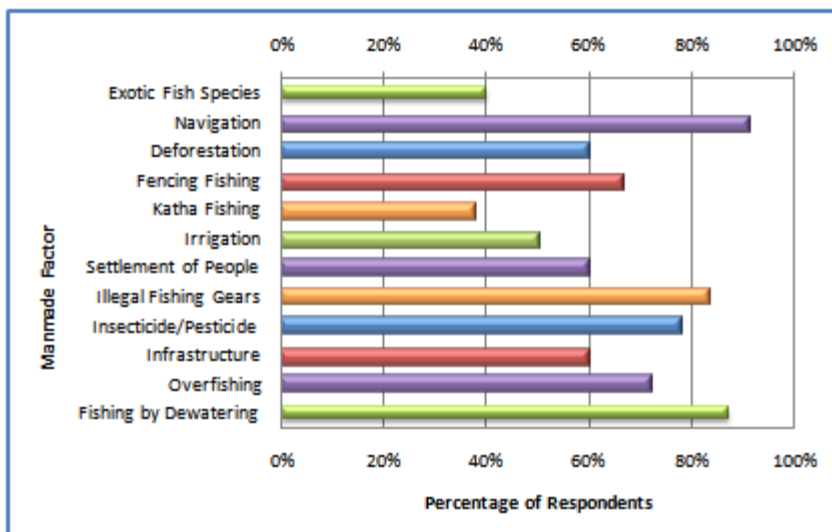 0% 20% 40% 60% 80% 100%
Exotic Fish Species
Navigation
Deforestation
Fencing Fishing
Katha Fishing
Irrigation
Settlement of People
Illegal Fishing Gears
Insecticide/Pesticide
Infrastructure
Overfishing
Fishing by Dewatering
Manmade Factor
0% 20% 40% 60% 80% 100%
Percentage of Respondents